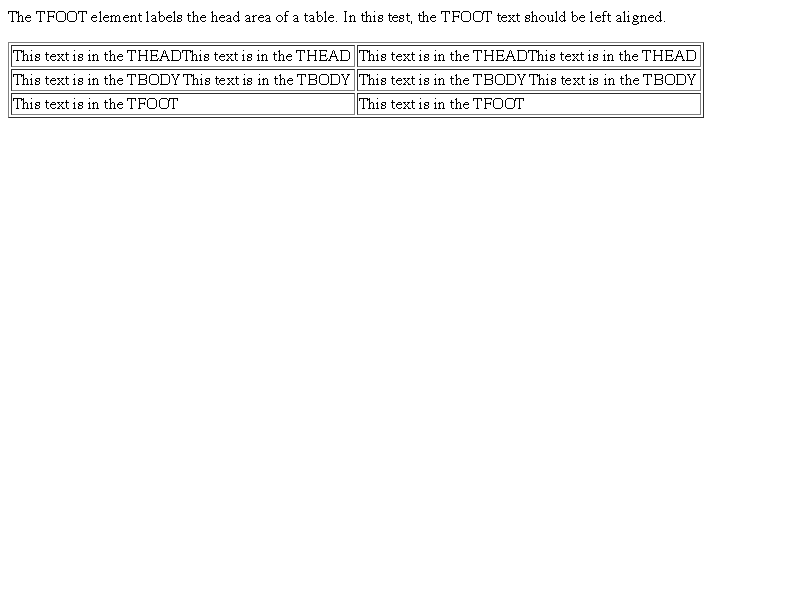 The TFOOT element labels the head area of a table. In this test, the TFOOT text should be left aligned.
This text is in the THEADThis text is in the THEAD This text is in the THEADThis text is in the THEAD
This text is in the TBODY This text is in the TBODY This text is in the TBODY This text is in the TBODY
This text is in the TFOOT This text is in the TFOOT